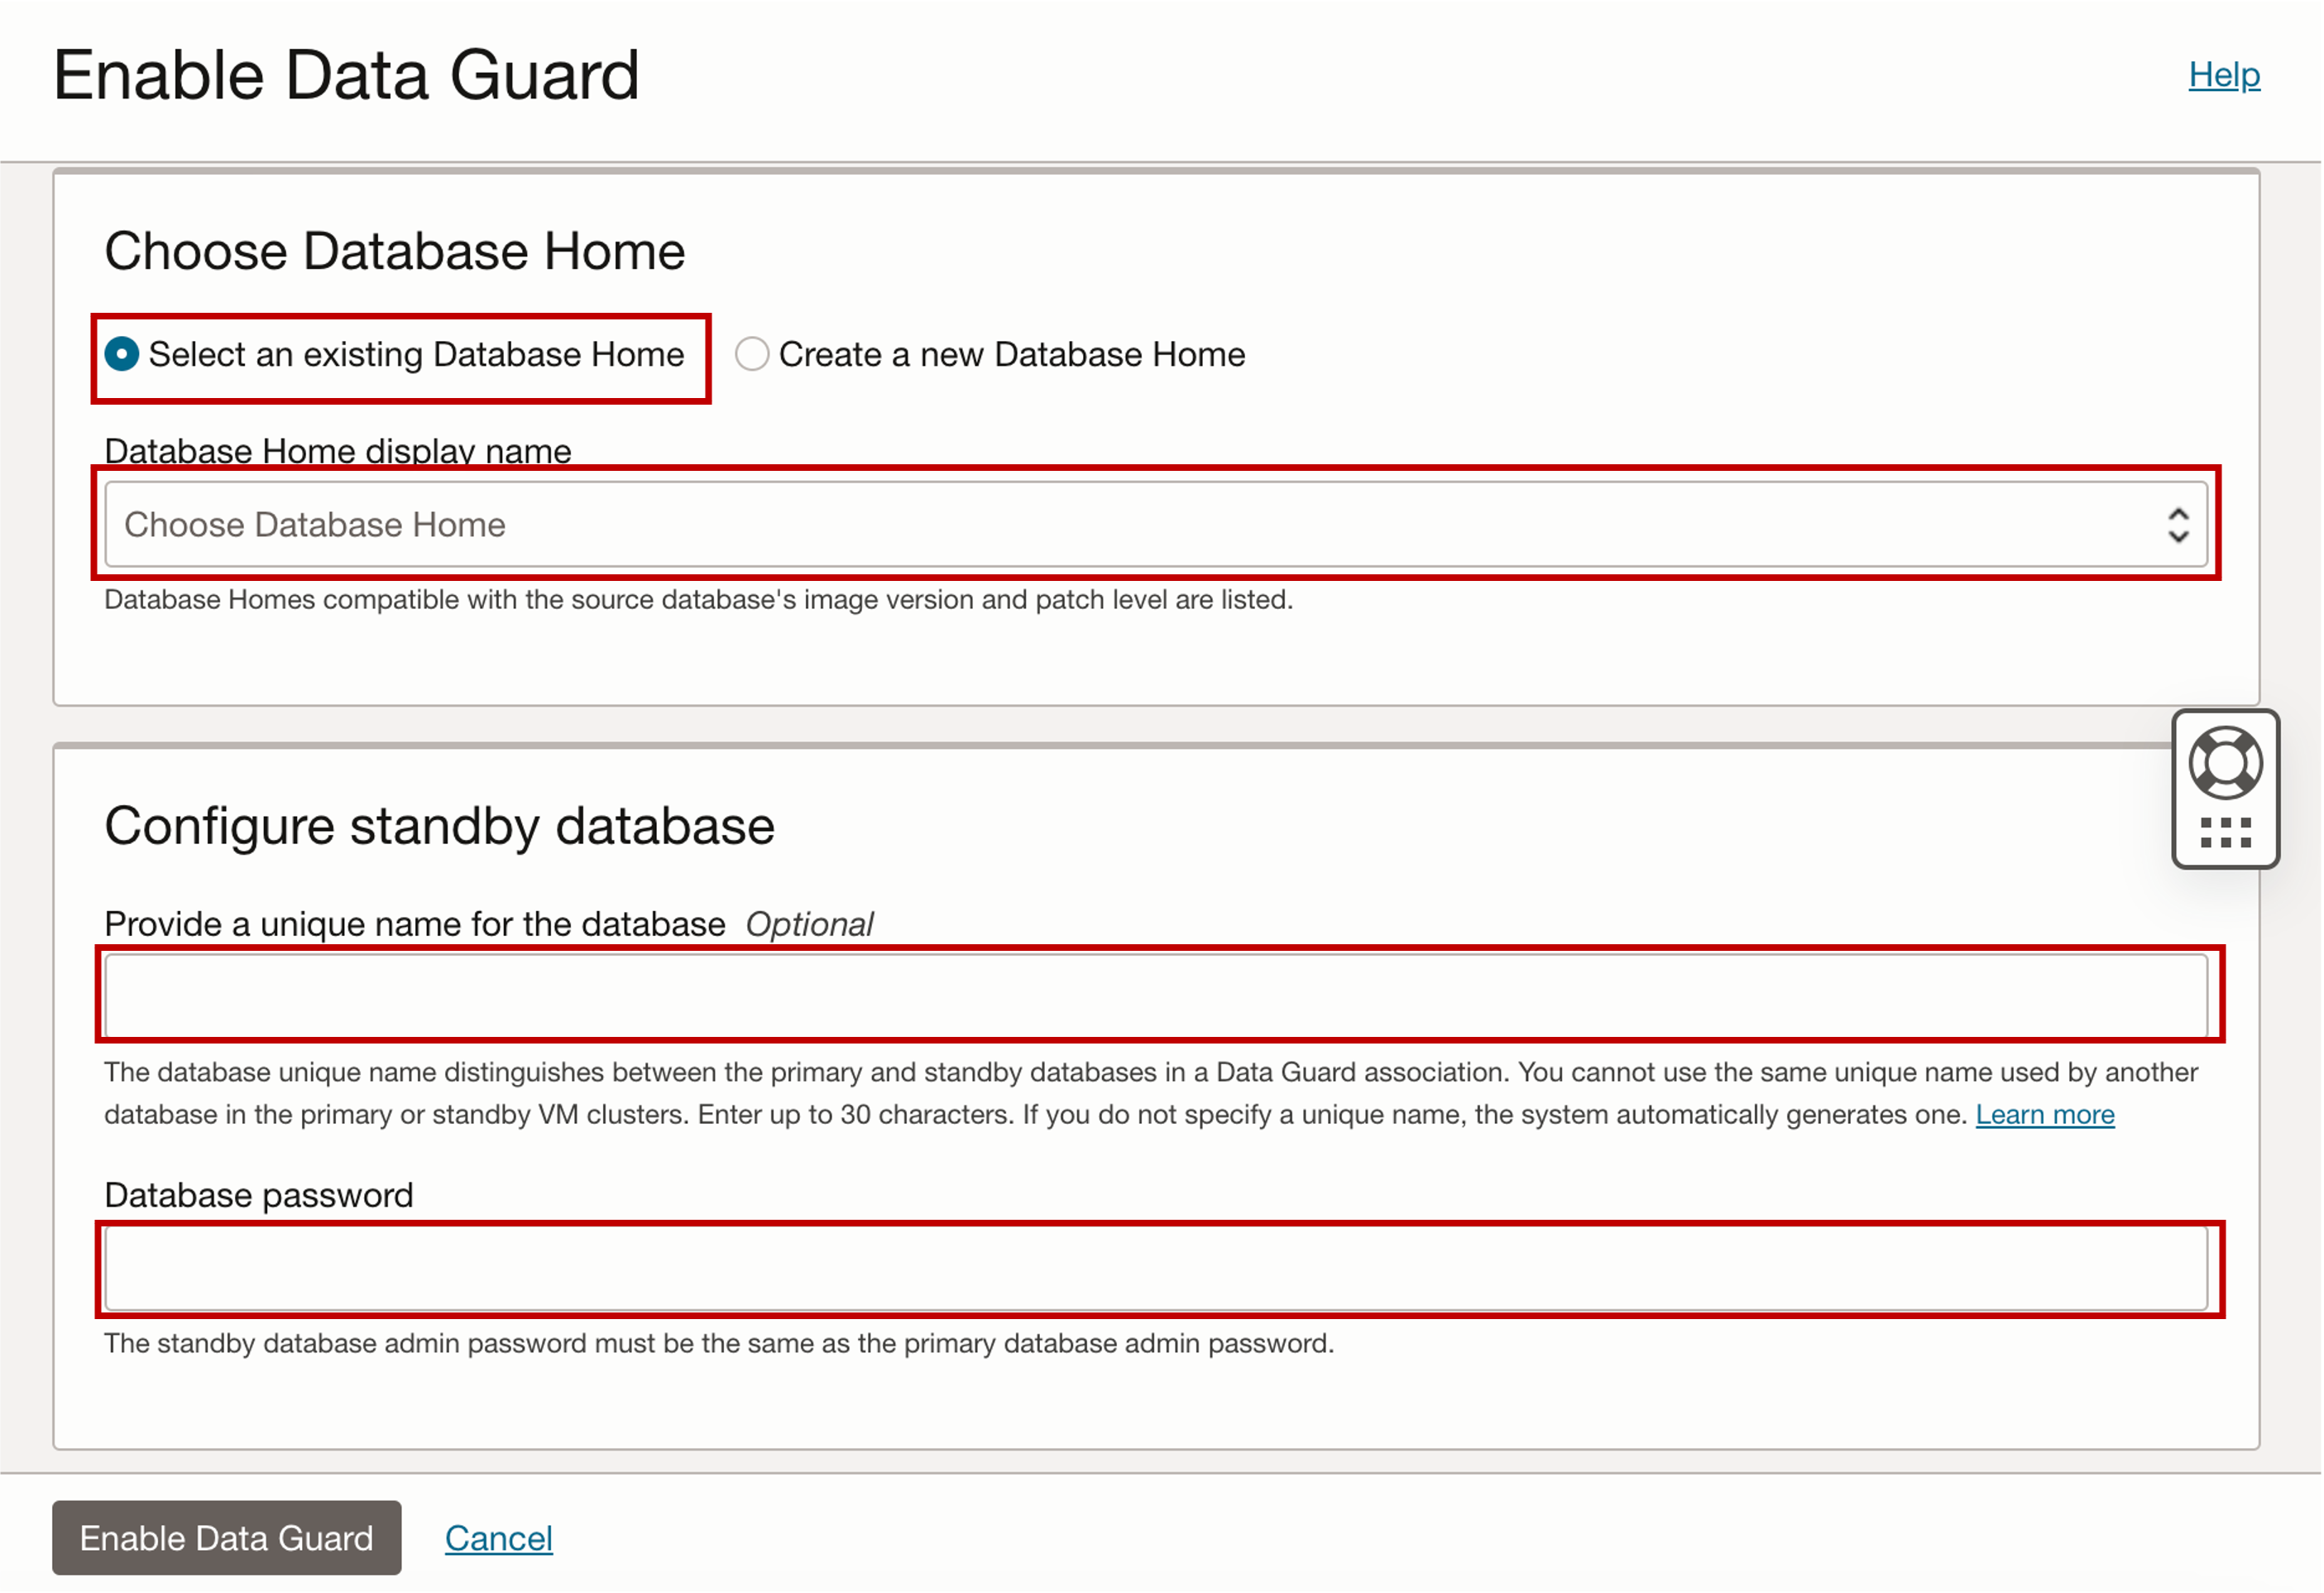 Enable Data Guard
Help
Choose Database Home
Select an existing Database Home
Create a new Database Home
Database Home display name
Choose Database Home
Database Homes compatible with the source database's image version and patch level are listed.
Configure standby database
Provide a unique name for the database Optional
The database unique name distinguishes between the primary and standby databases in a Data Guard association. You cannot use the same unique name used by another
database in the primary or standby VM clusters. Enter up to 30 characters. If you do not specify a unique name, the system automatically generates one. Learn more
Database password
The standby database admin password must be the same as the primary database admin password.
Enable Data Guard
Cancel